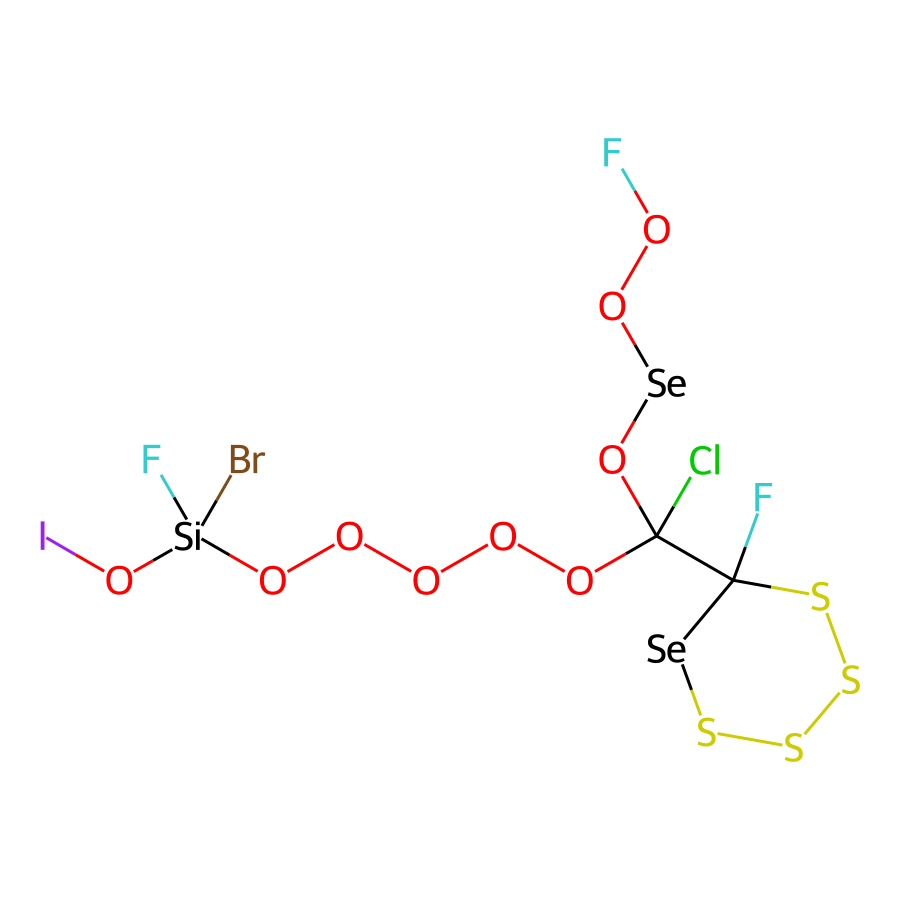 F
O
O
Se
F Br O Cl F
I Si O O
O O O O S
Se S
S S